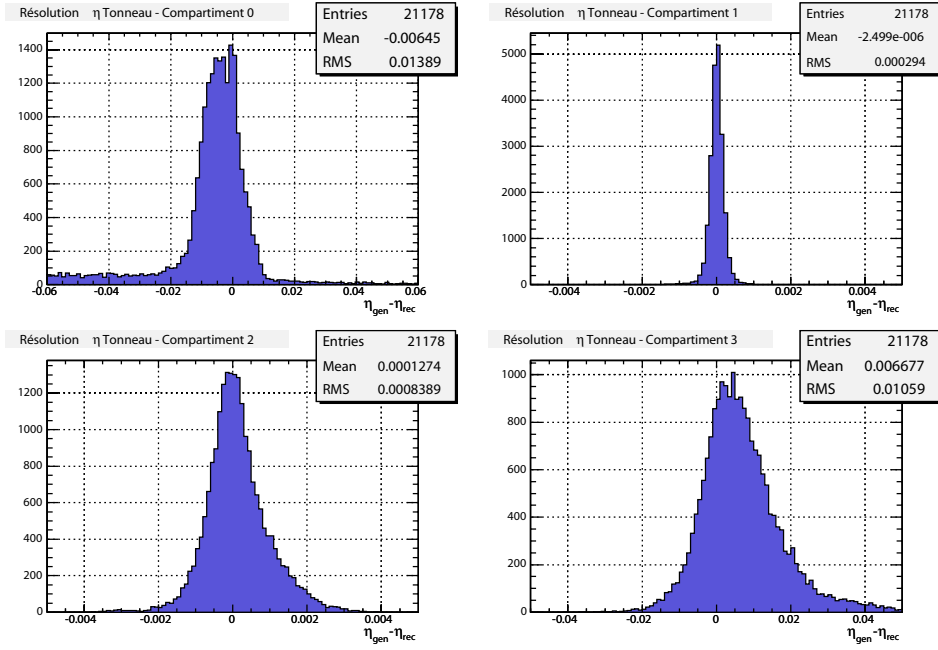 Résolution η Tonneau - Compartiment 0
Entries 21178
Mean -0.00645
RMS 0.01389
1400
1200
1000
800
600
400
200
0
-0.06 -0.04 -0.02 0 0.02 0.04 0.06
ηgen-ηrec
Résolution η Tonneau - Compartiment 1
Entries 21178
Mean -2.499e-006
RMS 0.000294
5000
4000
3000
2000
1000
0
-0.004 -0.002 0 0.002 0.004
ηgen-ηrec
Résolution η Tonneau - Compartiment 2
Entries 21178
Mean 0.0001274
RMS 0.0008389
1200
1000
800
600
400
200
0
-0.004 -0.002 0 0.002 0.004
ηgen-ηrec
Résolution η Tonneau - Compartiment 3
Entries 21178
Mean 0.006677
RMS 0.01059
1000
800
600
400
200
0
-0.04 -0.02 0 0.02 0.04
ηgen-ηrec